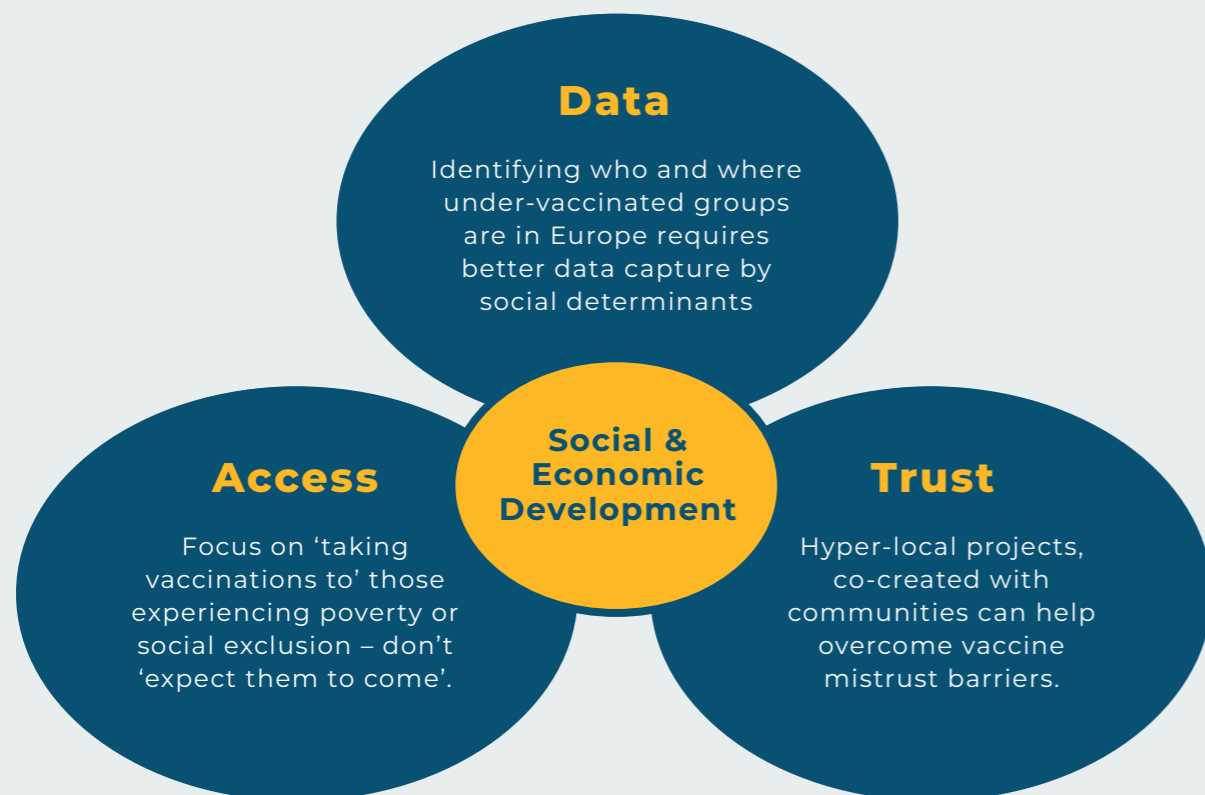 Data
Identifying who and where
under-vaccinated groups
are in Europe requires
better data capture by
social determinants
Social &
Economic
Development
Access
Focus on ‘taking
vaccinations to’ those
experiencing poverty or
social exclusion – don’t
‘expect them to come’.
Trust
Hyper-local projects,
co-created with
communities can help
overcome vaccine
mistrust barriers.